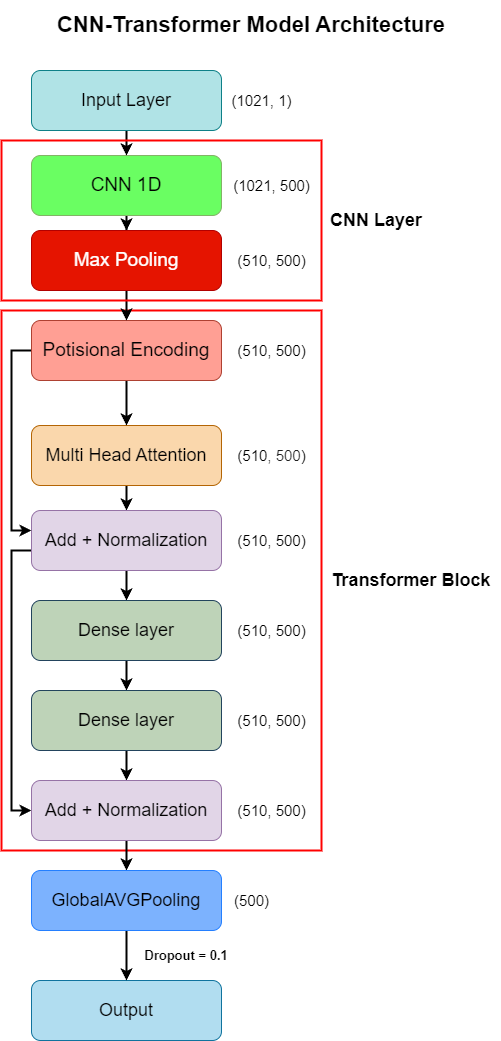 CNN-Transformer Model Architecture
Input Layer (1021, 1)
CNN 1D (1021, 500)
CNN Layer
Max Pooling (510, 500)
Potisional Encoding (510, 500)
Multi Head Attention (510, 500)
Add + Normalization (510, 500)
Transformer Block
Dense layer (510, 500)
Dense layer (510, 500)
Add + Normalization (510, 500)
GlobalAVGPooling (500)
Dropout = 0.1
Output